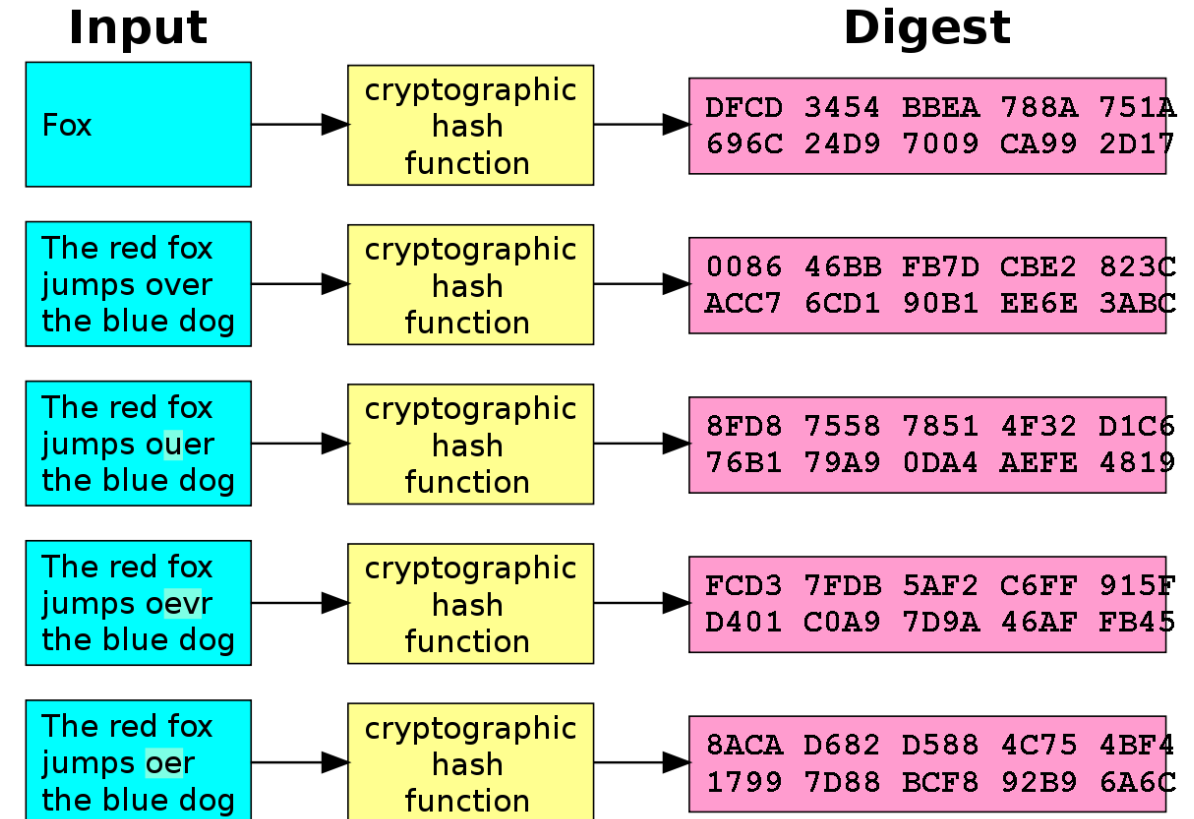 Input
Digest
Fox
cryptographic
hash
function
DFCD 3454 BBEA 788A 751A
696C 24D9 7009 CA99 2D17
The red fox
jumps over
the blue dog
cryptographic
hash
function
0086 46BB FB7D CBE2 823C
ACC7 6CD1 90B1 EE6E 3ABC
The red fox
jumps ouer
the blue dog
cryptographic
hash
function
8FD8 7558 7851 4F32 D1C6
76B1 79A9 0DA4 AEFE 4819
The red fox
jumps oevr
the blue dog
cryptographic
hash
function
FCD3 7FDB 5AF2 C6FF 915F
D401 C0A9 7D9A 46AF FB45
The red fox
jumps oer
the blue dog
cryptographic
hash
function
8ACA D682 D588 4C75 4BF4
1799 7D88 BCF8 92B9 6A6C